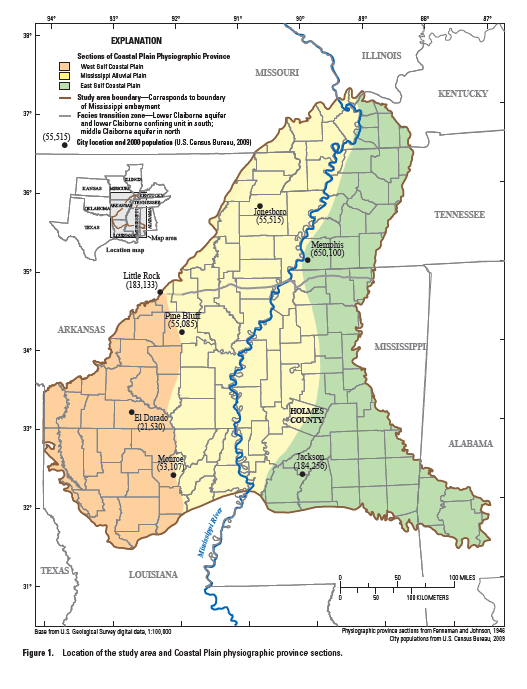 94° 93° 92° 91° 90° 89° 88° 87°
38°
EXPLANATION
Sections of Coastal Plain Physiographic Province
West Gulf Coastal Plain
Mississippi Alluvial Plain
East Gulf Coastal Plain
Study area boundary—Corresponds to boundary
of Mississippi embayment
Facies transition zone—Lower Claiborne aquifer
and lower Claiborne confining unit in south;
middle Claiborne aquifer in north
(55,515)
City location and 2000 population (U.S. Census Bureau, 2009)
ILLINOIS
MISSOURI
KENTUCKY
37°
ILLINOIS
KANSAS
MISSOURI
KENTUCKY
TENNESSEE
OKLAHOMA
ARKANSAS
TEXAS
LOUISIANA
MISSISSIPPI
ALABAMA
Map area
Location map
36°
Jonesboro
(55,515)
TENNESSEE
Memphis
(650,100)
35°
Little Rock
(183,133)
Pine Bluff
(55,085)
ARKANSAS
34°
MISSISSIPPI
HOLMES
COUNTY
El Dorado
(21,530)
33°
ALABAMA
Monroe
(53,107)
Jackson
(184,256)
32°
Mississippi River
TEXAS
LOUISIANA
31°
0 50 100 MILES
0 50 100 KILOMETERS
Base from U.S. Geological Survey digital data, 1:100,000
Physiographic province sections from Fenneman and Johnson, 1946
City populations from U.S. Census Bureau, 2009
Figure 1. Location of the study area and Coastal Plain physiographic province sections.